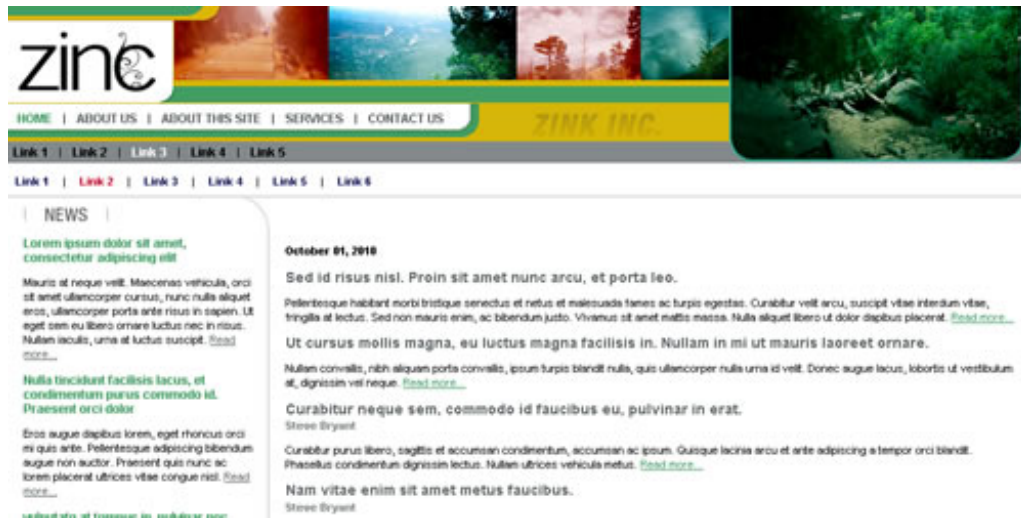 zinc
HOME | ABOUT US | ABOUT THIS SITE | SERVICES | CONTACT US
ZINK INC.
Link 1 | Link 2 | Link 3 | Link 4 | Link 5
Link 1 | Link 2 | Link 3 | Link 4 | Link 5 | Link 6
NEWS
Lorem ipsum dolor sit amet,
consectetur adipiscing elit
Mauris at neque velit. Maecenas vehicula, orci
sit amet ullamcorper cursus, nunc nulla aliquet
eros, ullamcorper porta ante risus in sapien. Ut
eget sem eu libero ornare luctus nec in risus.
Nullam iaculis, urna at luctus suscipit. Read
more...
Nulla tincidunt facilisis lacus, et
condimentum purus commodo id.
Praesent orci dolor
Eros augue dapibus lorem, eget rhoncus orci
mi quis ante. Pellentesque adipiscing bibendum
augue non auctor. Praesent quis nunc ac
lorem placerat ultrices vitae congue nisl. Read
more...
vulputate at tempus in, pulvinar nec
October 01, 2010
Sed id risus nisl. Proin sit amet nunc arcu, et porta leo.
Pellentesque habitant morbi tristique senectus et netus et malesuada fames ac turpis egestas. Curabitur velit arcu, suscipit vitae interdum vitae,
fringilla at lectus. Sed non mauris enim, ac bibendum justo. Vivamus sit amet mattis massa. Nulla aliquet libero ut dolor dapibus placerat. Read more...
Ut cursus mollis magna, eu luctus magna facilisis in. Nullam in mi ut mauris laoreet ornare.
Nullam convallis, nibh aliquam porta convallis, ipsum turpis blandit nulla, quis ullamcorper nulla urna id velit. Donec augue lacus, lobortis ut vestibulum
at, dignissim vel neque. Read more...
Curabitur neque sem, commodo id faucibus eu, pulvinar in erat.
Steve Bryant
Curabitur purus libero, sagittis et accumsan condimentum, accumsan ac ipsum. Quisque lacinia arcu et ante adipiscing a tempor orci blandit.
Phasellus condimentum dignissim lectus. Nullam ultrices vehicula metus. Read more...
Nam vitae enim sit amet metus faucibus.
Steve Bryant